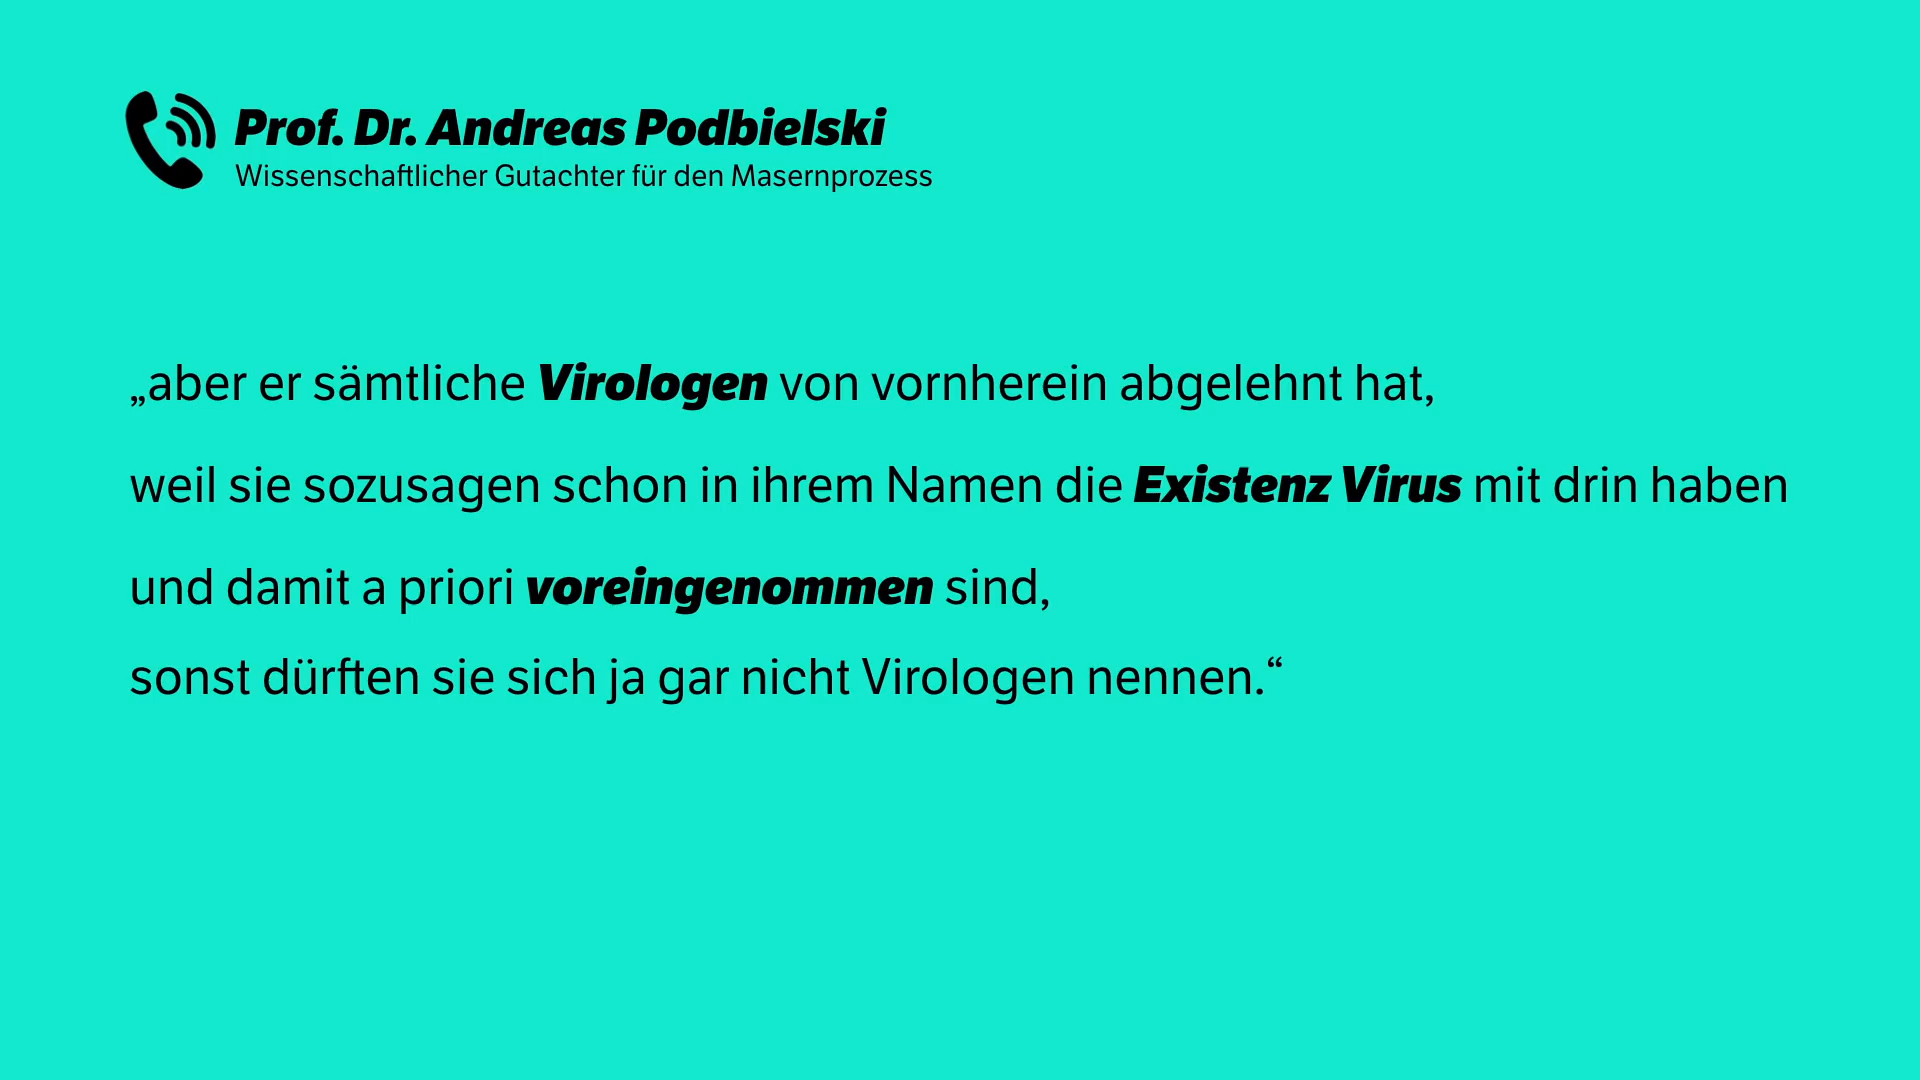 Prof. Dr. Andreas Podbielski
Wissenschaftlicher Gutachter für den Masernprozess
„aber er sämtliche Virologen von vornherein abgelehnt hat,
weil sie sozusagen schon in ihrem Namen die Existenz Virus mit drin haben
und damit a priori voreingenommen sind,
sonst dürften sie sich ja gar nicht Virologen nennen.“